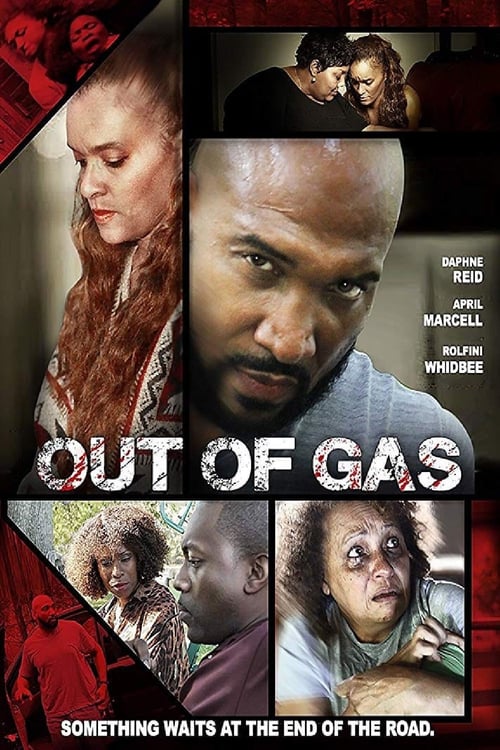 DAPHNE
REID
APRIL
MARCELL
ROLFINI
WHIDBEE
OUT OF GAS
SOMETHING WAITS AT THE END OF THE ROAD.